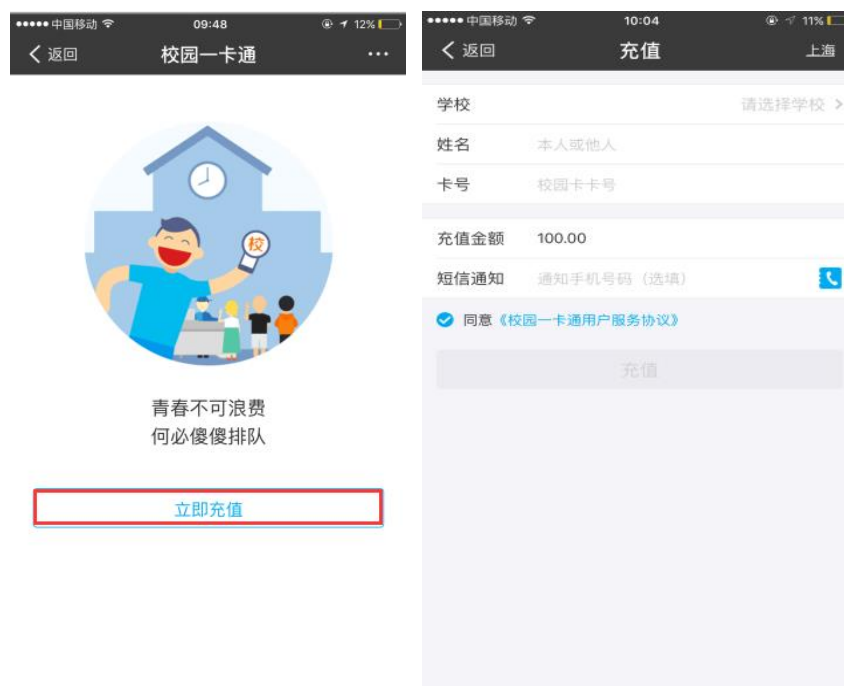 中国移动 09:48 12%
返回 校园一卡通 ...
校
青春不可浪费
何必傻傻排队
立即充值
中国移动 10:04 11%
返回 充值 上海
学校 请选择学校
姓名 本人或他人
卡号 校园卡卡号
充值金额 100.00
短信通知 通知手机号码（选填）
同意《校园一卡通用户服务协议》
充值